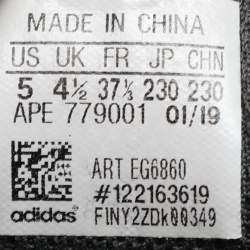 MADE IN CHINA
US UK FR JP CHN
5 4½ 37⅓ 230 230
APE 779001 01/19
ART EG6860
#122163619
adidas FINY2ZDk00349